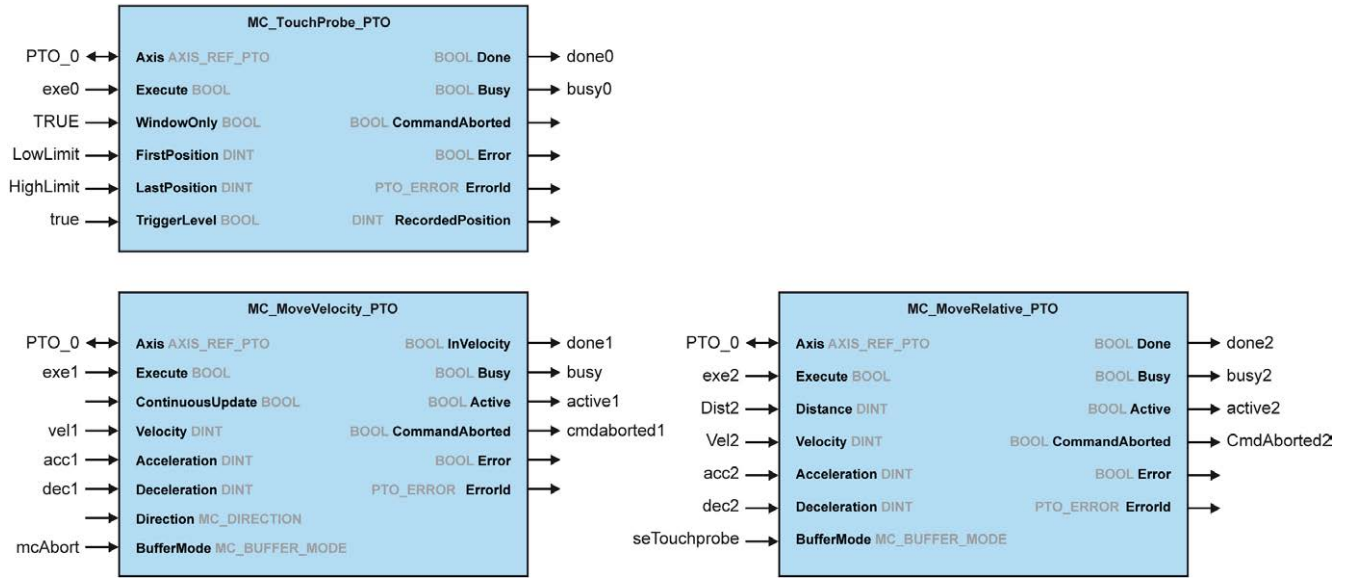 MC_TouchProbe_PTO
PTO_0 Axis AXIS_REF_PTO BOOL Done done0
exe0 Execute BOOL BOOL Busy busy0
TRUE WindowOnly BOOL BOOL CommandAborted
LowLimit FirstPosition DINT BOOL Error
HighLimit LastPosition DINT PTO_ERROR ErrorId
true TriggerLevel BOOL DINT RecordedPosition
MC_MoveVelocity_PTO
PTO_0 Axis AXIS_REF_PTO BOOL InVelocity done1
exe1 Execute BOOL BOOL Busy busy
ContinuousUpdate BOOL BOOL Active active1
vel1 Velocity DINT BOOL CommandAborted cmdaborted1
acc1 Acceleration DINT BOOL Error
dec1 Deceleration DINT PTO_ERROR ErrorId
Direction MC_DIRECTION
mcAbort BufferMode MC_BUFFER_MODE
MC_MoveRelative_PTO
PTO_0 Axis AXIS_REF_PTO BOOL Done done2
exe2 Execute BOOL BOOL Busy busy2
Dist2 Distance DINT BOOL Active active2
Vel2 Velocity DINT BOOL CommandAborted CmdAborted2
acc2 Acceleration DINT BOOL Error
dec2 Deceleration DINT PTO_ERROR ErrorId
seTouchprobe BufferMode MC_BUFFER_MODE